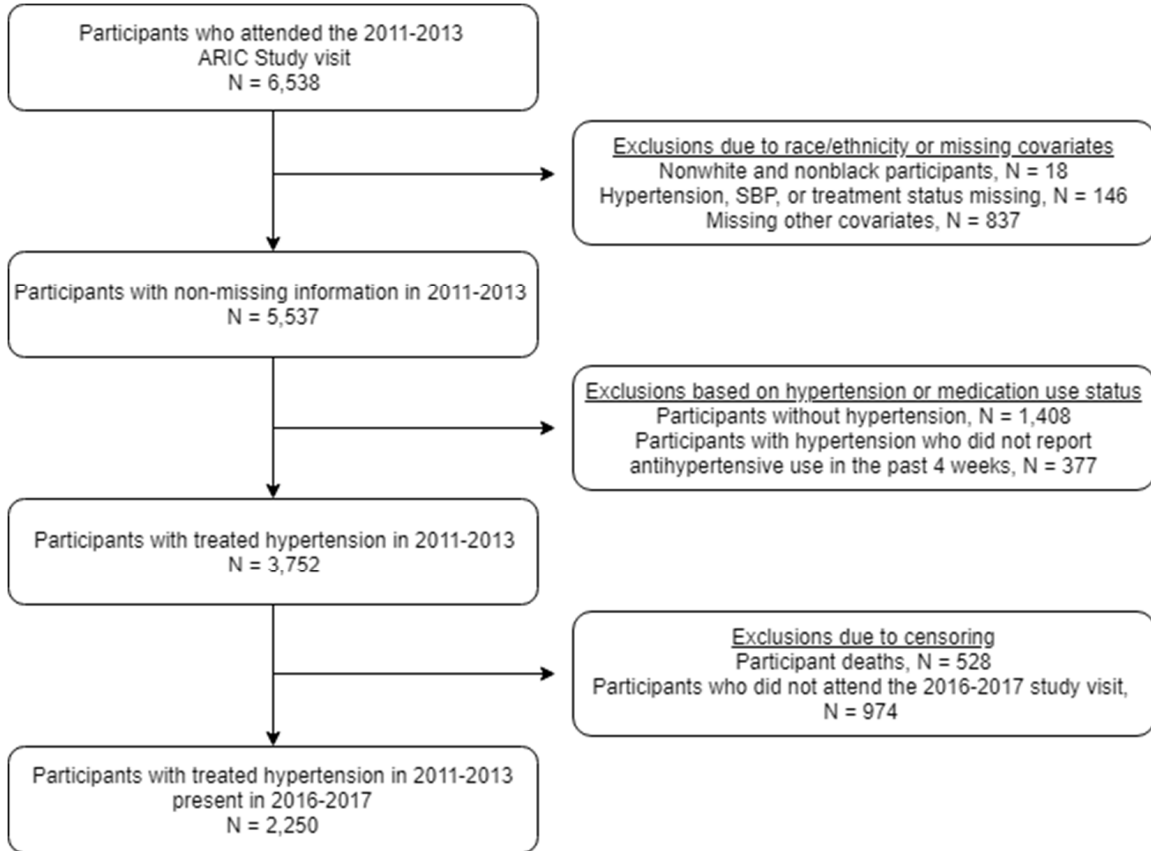 Participants who attended the 2011-2013
ARIC Study visit
N = 6,538
Exclusions due to race/ethnicity or missing covariates
Nonwhite and nonblack participants, N = 18
Hypertension, SBP, or treatment status missing, N = 146
Missing other covariates, N = 837
Participants with non-missing information in 2011-2013
N = 5,537
Exclusions based on hypertension or medication use status
Participants without hypertension, N = 1,408
Participants with hypertension who did not report
antihypertensive use in the past 4 weeks, N = 377
Participants with treated hypertension in 2011-2013
N = 3,752
Exclusions due to censoring
Participant deaths, N = 528
Participants who did not attend the 2016-2017 study visit,
N = 974
Participants with treated hypertension in 2011-2013
present in 2016-2017
N = 2,250